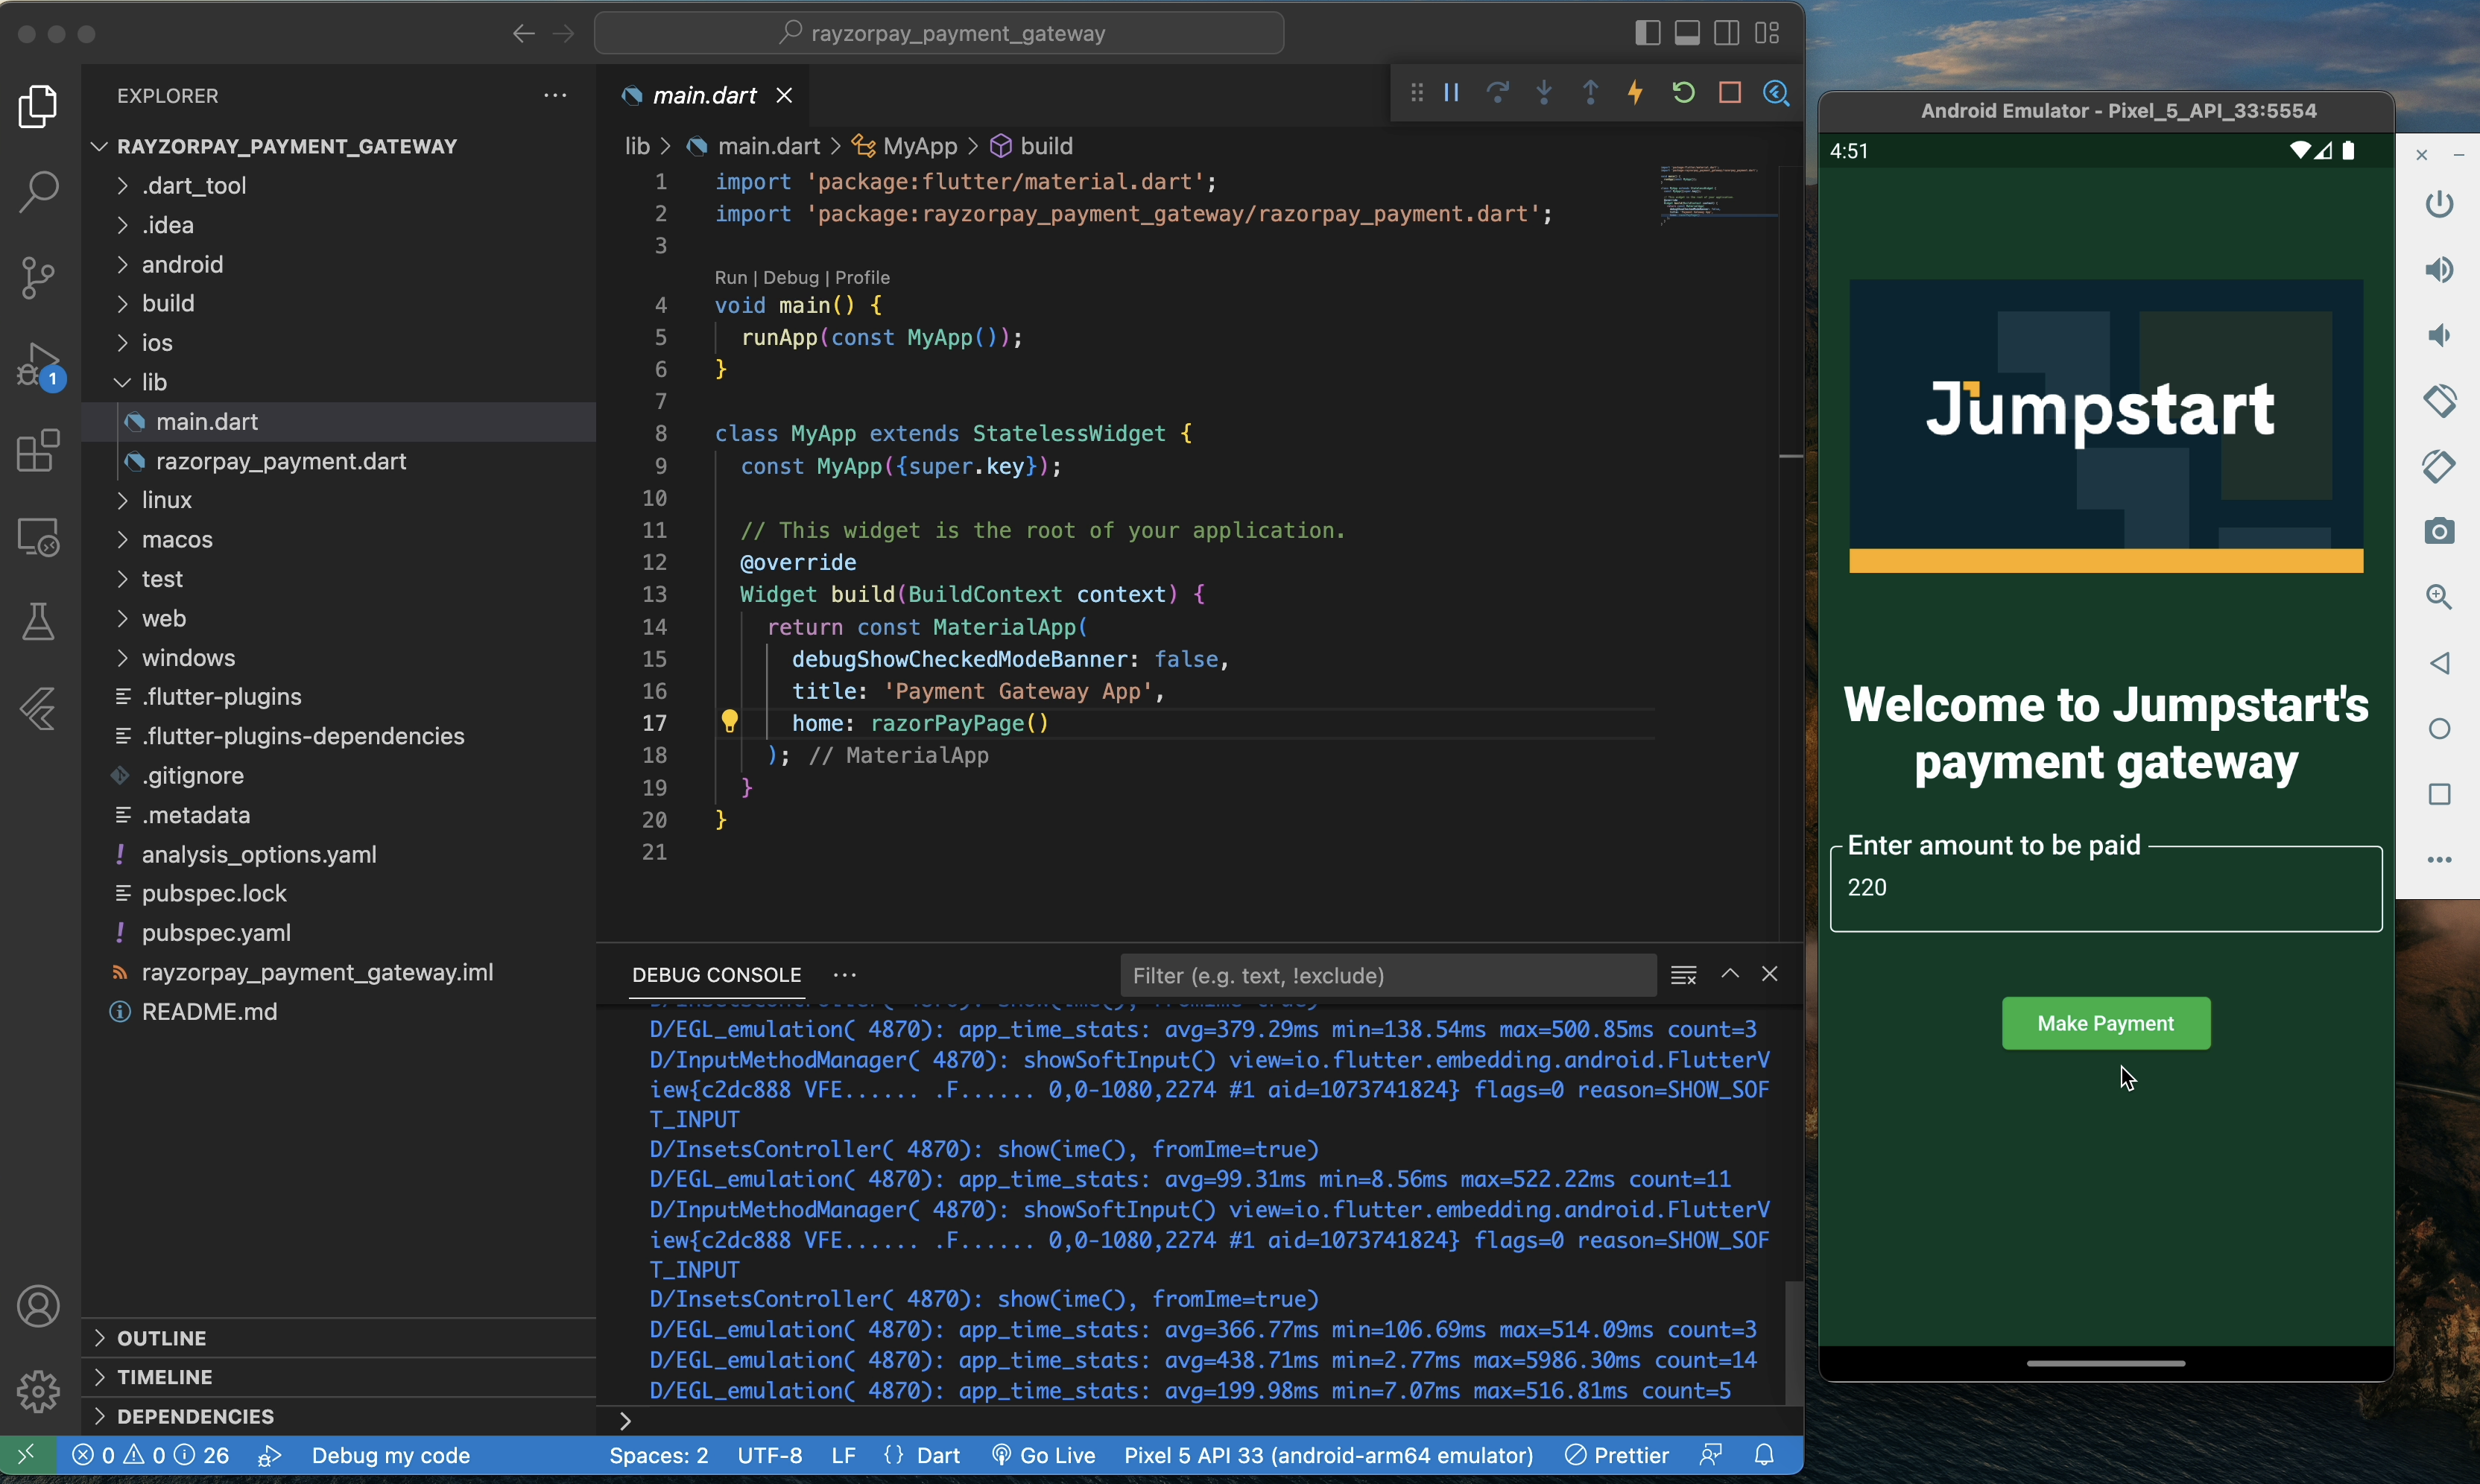 rayzorpay_payment_gateway
EXPLORER
RAYZORPAY_PAYMENT_GATEWAY
.dart_tool
.idea
android
build
ios
lib
main.dart
razorpay_payment.dart
linux
macos
test
web
windows
.flutter-plugins
.flutter-plugins-dependencies
.gitignore
.metadata
analysis_options.yaml
pubspec.lock
pubspec.yaml
rayzorpay_payment_gateway.iml
README.md
OUTLINE
TIMELINE
DEPENDENCIES
1
main.dart
lib > main.dart > MyApp > build
1 import 'package:flutter/material.dart';
2 import 'package:rayzorpay_payment_gateway/razorpay_payment.dart';
3
Run | Debug | Profile
4 void main() {
5 runApp(const MyApp());
6 }
7
8 class MyApp extends StatelessWidget {
9 const MyApp({super.key});
10
11 // This widget is the root of your application.
12 @override
13 Widget build(BuildContext context) {
14 return const MaterialApp(
15 debugShowCheckedModeBanner: false,
16 title: 'Payment Gateway App',
17 home: razorPayPage()
18 ); // MaterialApp
19 }
20 }
21
DEBUG CONSOLE
Filter (e.g. text, !exclude)
D/InsetsController( 4870): show(ime(), fromIme=true)
D/EGL_emulation( 4870): app_time_stats: avg=379.29ms min=138.54ms max=500.85ms count=3
D/InputMethodManager( 4870): showSoftInput() view=io.flutter.embedding.android.FlutterV
iew{c2dc888 VFE...... .F...... 0,0-1080,2274 #1 aid=1073741824} flags=0 reason=SHOW_SOF
T_INPUT
D/InsetsController( 4870): show(ime(), fromIme=true)
D/EGL_emulation( 4870): app_time_stats: avg=99.31ms min=8.56ms max=522.22ms count=11
D/InputMethodManager( 4870): showSoftInput() view=io.flutter.embedding.android.FlutterV
iew{c2dc888 VFE...... .F...... 0,0-1080,2274 #1 aid=1073741824} flags=0 reason=SHOW_SOF
T_INPUT
D/InsetsController( 4870): show(ime(), fromIme=true)
D/EGL_emulation( 4870): app_time_stats: avg=366.77ms min=106.69ms max=514.09ms count=3
D/EGL_emulation( 4870): app_time_stats: avg=438.71ms min=2.77ms max=5986.30ms count=14
D/EGL_emulation( 4870): app_time_stats: avg=199.98ms min=7.07ms max=516.81ms count=5
>
0 0 26 Debug my code Spaces: 2 UTF-8 LF {} Dart Go Live Pixel 5 API 33 (android-arm64 emulator) Prettier
Android Emulator - Pixel_5_API_33:5554
4:51
Jumpstart
Welcome to Jumpstart's
payment gateway
Enter amount to be paid
220
Make Payment